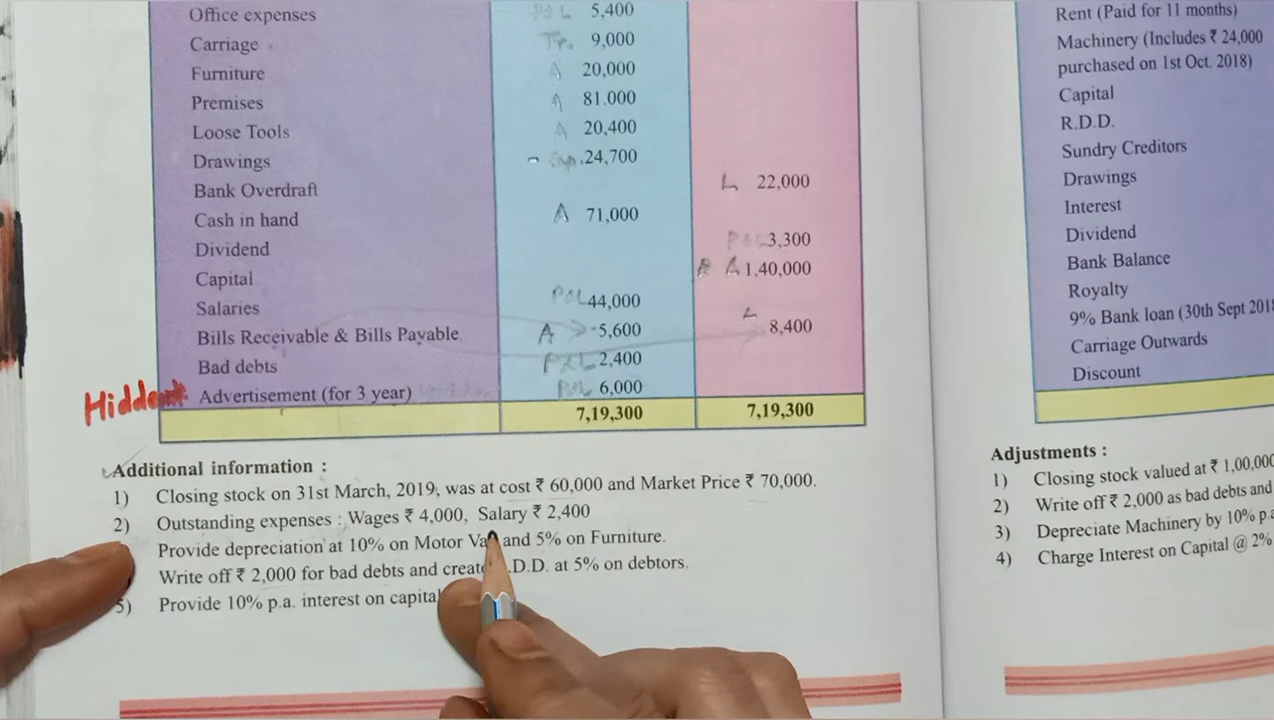 Office expenses P&L 5,400
Carriage Tr. 9,000
Furniture A 20,000
Premises A 81.000
Loose Tools A 20,400
Drawings - 24,700
Bank Overdraft L 22,000
Cash in hand A 71,000
Dividend P&L 3,300
Capital A 1,40,000
Salaries P&L 44,000
Bills Receivable & Bills Payable A 5,600 L 8,400
Bad debts P&L 2,400
Hidden Advertisement (for 3 year) P&L 6,000
7,19,300 7,19,300
Additional information :
1) Closing stock on 31st March, 2019, was at cost ₹ 60,000 and Market Price ₹ 70,000.
2) Outstanding expenses : Wages ₹ 4,000, Salary ₹ 2,400
Provide depreciation at 10% on Motor Van and 5% on Furniture.
Write off ₹ 2,000 for bad debts and create .D.D. at 5% on debtors.
5) Provide 10% p.a. interest on capital
Rent (Paid for 11 months)
Machinery (Includes ₹ 24,000
purchased on 1st Oct. 2018)
Capital
R.D.D.
Sundry Creditors
Drawings
Interest
Dividend
Bank Balance
Royalty
9% Bank loan (30th Sept 2018
Carriage Outwards
Discount
Adjustments :
1) Closing stock valued at ₹ 1,00,000
2) Write off ₹ 2,000 as bad debts and
3) Depreciate Machinery by 10% p.a
4) Charge Interest on Capital @ 2%